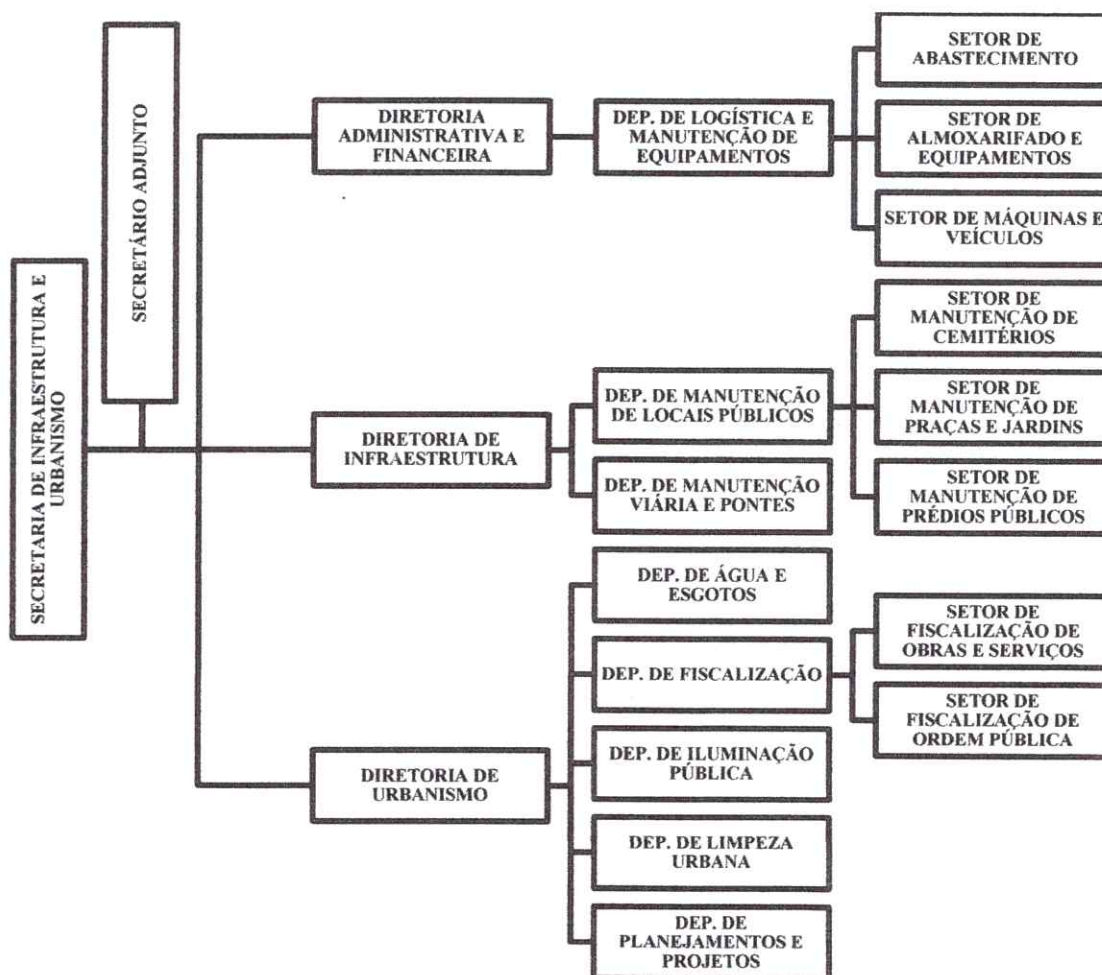 SECRETARIA DE INFRAESTRUTURA E
URBANISMO
SECRETÁRIO ADJUNTO
DIRETORIA
ADMINISTRATIVA E
FINANCEIRA
DEP. DE LOGÍSTICA E
MANUTENÇÃO DE
EQUIPAMENTOS
SETOR DE
ABASTECIMENTO
SETOR DE
ALMOXARIFADO E
EQUIPAMENTOS
SETOR DE MÁQUINAS E
VEÍCULOS
DIRETORIA DE
INFRAESTRUTURA
DEP. DE MANUTENÇÃO
DE LOCAIS PÚBLICOS
SETOR DE
MANUTENÇÃO DE
CEMITÉRIOS
SETOR DE
MANUTENÇÃO DE
PRAÇAS E JARDINS
SETOR DE
MANUTENÇÃO DE
PRÉDIOS PÚBLICOS
DEP. DE MANUTENÇÃO
VIÁRIA E PONTES
DIRETORIA DE
URBANISMO
DEP. DE ÁGUA E
ESGOTOS
DEP. DE FISCALIZAÇÃO
SETOR DE
FISCALIZAÇÃO DE
OBRAS E SERVIÇOS
SETOR DE
FISCALIZAÇÃO DE
ORDEM PÚBLICA
DEP. DE ILUMINAÇÃO
PÚBLICA
DEP. DE LIMPEZA
URBANA
DEP. DE
PLANEJAMENTOS E
PROJETOS